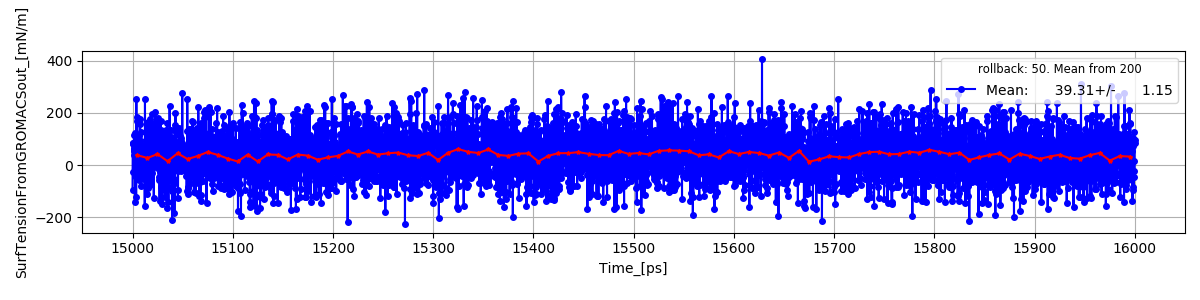 SurfTensionFromGROMACSout_[mN/m]
400
200
0
−200
rollback: 50. Mean from 200
Mean: 39.31+/- 1.15
15000 15100 15200 15300 15400 15500 15600 15700 15800 15900 16000
Time_[ps]